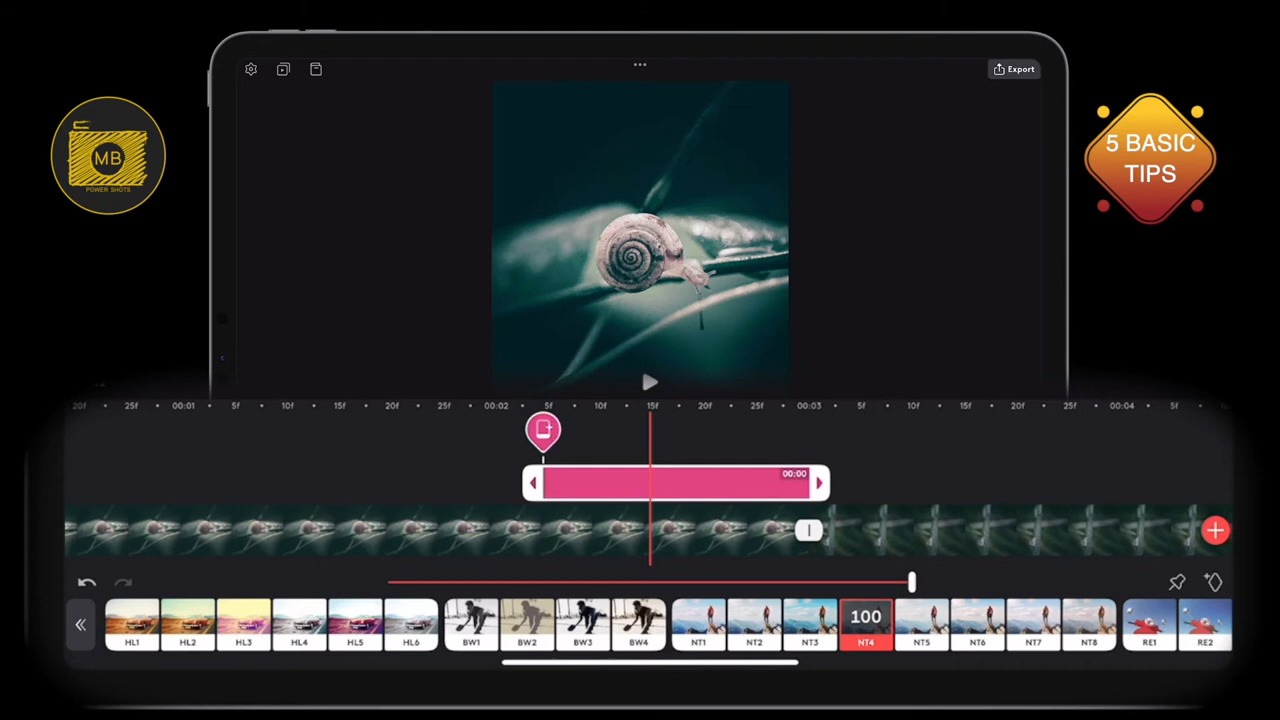 Export
MB
POWER SHOTS
5 BASIC
TIPS
20f 25f 00:01 5f 10f 15f 20f 25f 00:02 5f 10f 15f 20f 25f 00:03 5f 10f 15f 20f 25f 00:04 5f
00:00
100
HL1 HL2 HL3 HL4 HL5 HL6 BW1 BW2 BW3 BW4 NT1 NT2 NT3 NT4 NT5 NT6 NT7 NT8 RE1 RE2